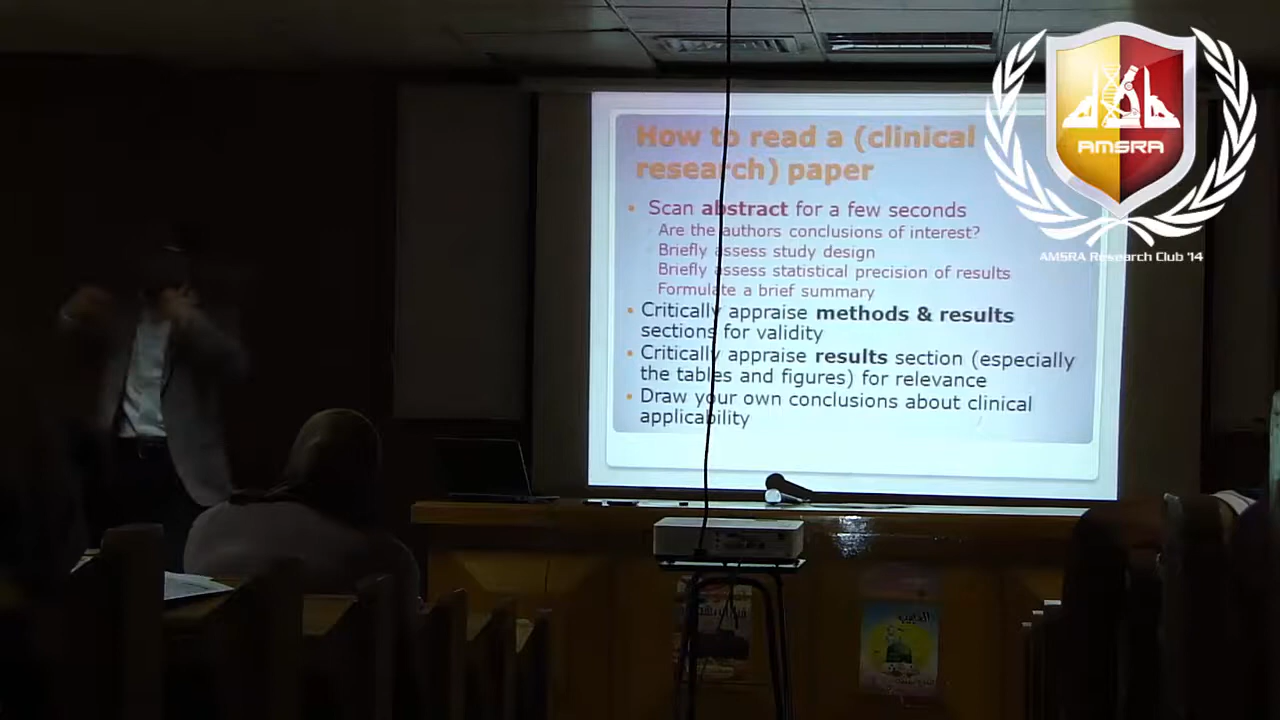 How to read a (clinical
research) paper
• Scan abstract for a few seconds
Are the authors conclusions of interest?
Briefly assess study design
Briefly assess statistical precision of results
Formulate a brief summary
• Critically appraise methods & results
sections for validity
• Critically appraise results section (especially
the tables and figures) for relevance
• Draw your own conclusions about clinical
applicability
AMSRA
AMSRA Research Club '14